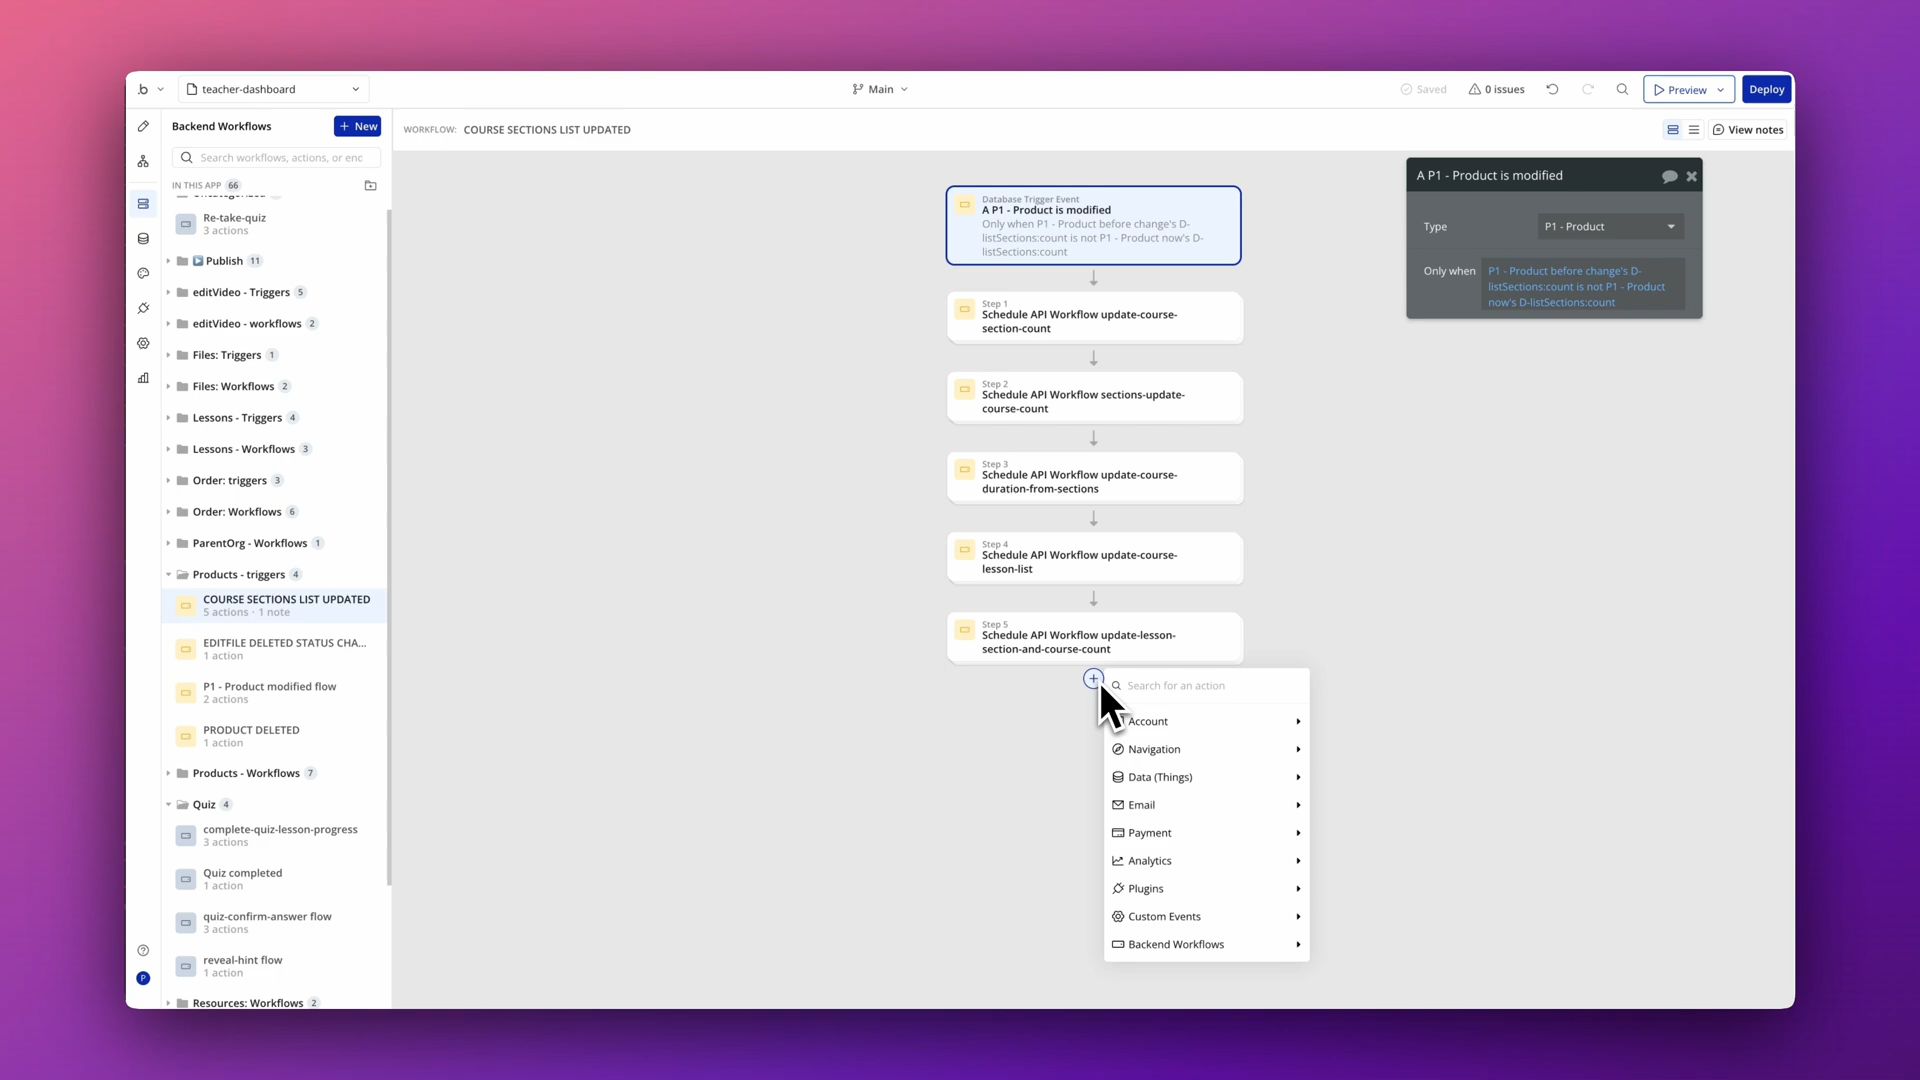 b
teacher-dashboard
Main
Saved
0 issues
Preview
Deploy
Backend Workflows
+ New
WORKFLOW: COURSE SECTIONS LIST UPDATED
View notes
Search workflows, actions, or enc
IN THIS APP 66
Re-take-quiz
3 actions
Publish 11
editVideo - Triggers 5
editVideo - workflows 2
Files: Triggers 1
Files: Workflows 2
Lessons - Triggers 4
Lessons - Workflows 3
Order: triggers 3
Order: Workflows 6
ParentOrg - Workflows 1
Products - triggers 4
COURSE SECTIONS LIST UPDATED
5 actions · 1 note
EDITFILE DELETED STATUS CHA...
1 action
P1 - Product modified flow
2 actions
PRODUCT DELETED
1 action
Products - Workflows 7
Quiz 4
complete-quiz-lesson-progress
3 actions
Quiz completed
1 action
quiz-confirm-answer flow
3 actions
reveal-hint flow
1 action
Resources: Workflows 2
P
Database Trigger Event
A P1 - Product is modified
Only when P1 - Product before change's D-
listSections:count is not P1 - Product now's D-
listSections:count
Step 1
Schedule API Workflow update-course-
section-count
Step 2
Schedule API Workflow sections-update-
course-count
Step 3
Schedule API Workflow update-course-
duration-from-sections
Step 4
Schedule API Workflow update-course-
lesson-list
Step 5
Schedule API Workflow update-lesson-
section-and-course-count
Search for an action
Account
Navigation
Data (Things)
Email
Payment
Analytics
Plugins
Custom Events
Backend Workflows
A P1 - Product is modified
Type
P1 - Product
Only when
P1 - Product before change's D-
listSections:count is not P1 - Product
now's D-listSections:count